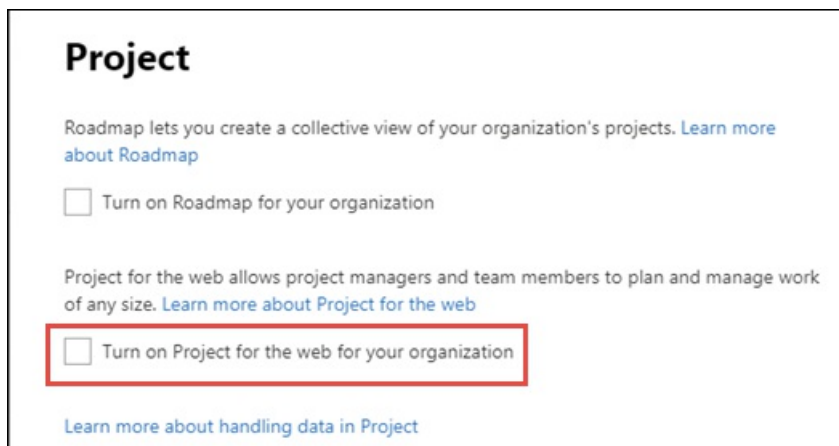 Project
Roadmap lets you create a collective view of your organization's projects. Learn more
about Roadmap
Turn on Roadmap for your organization
Project for the web allows project managers and team members to plan and manage work
of any size. Learn more about Project for the web
Turn on Project for the web for your organization
Learn more about handling data in Project